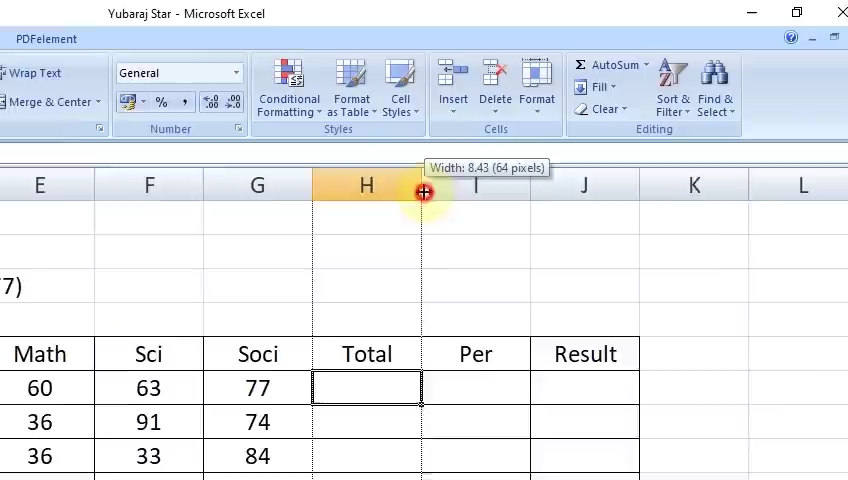 Yubaraj Star - Microsoft Excel
PDFelement
Wrap Text
General
AutoSum
Merge & Center
%
,
Conditional Formatting
Format as Table
Cell Styles
Insert
Delete
Format
Fill
Clear
Sort & Filter
Find & Select
Number
Styles
Cells
Editing
Width: 8.43 (64 pixels)
E F G H I J K L
77)
Math Sci Soci Total Per Result
60 63 77
36 91 74
36 33 84